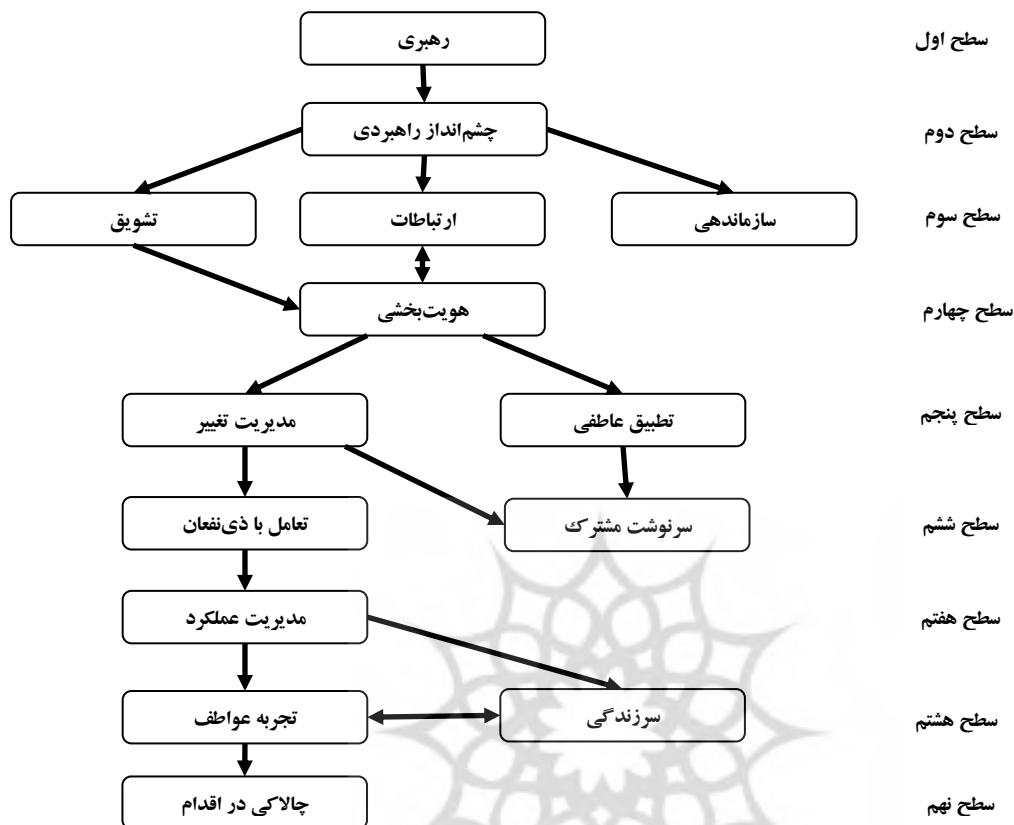 رهبری
سطح اول
چشم‌انداز راهبردی
سطح دوم
سازماندهی
ارتباطات
تشویق
سطح سوم
هویت‌بخشی
سطح چهارم
تطبیق عاطفی
مدیریت تغییر
سطح پنجم
سرنوشت مشترک
تعامل با ذی‌نفعان
سطح ششم
مدیریت عملکرد
سطح هفتم
سرزندگی
تجربه عواطف
سطح هشتم
چالاکی در اقدام
سطح نهم